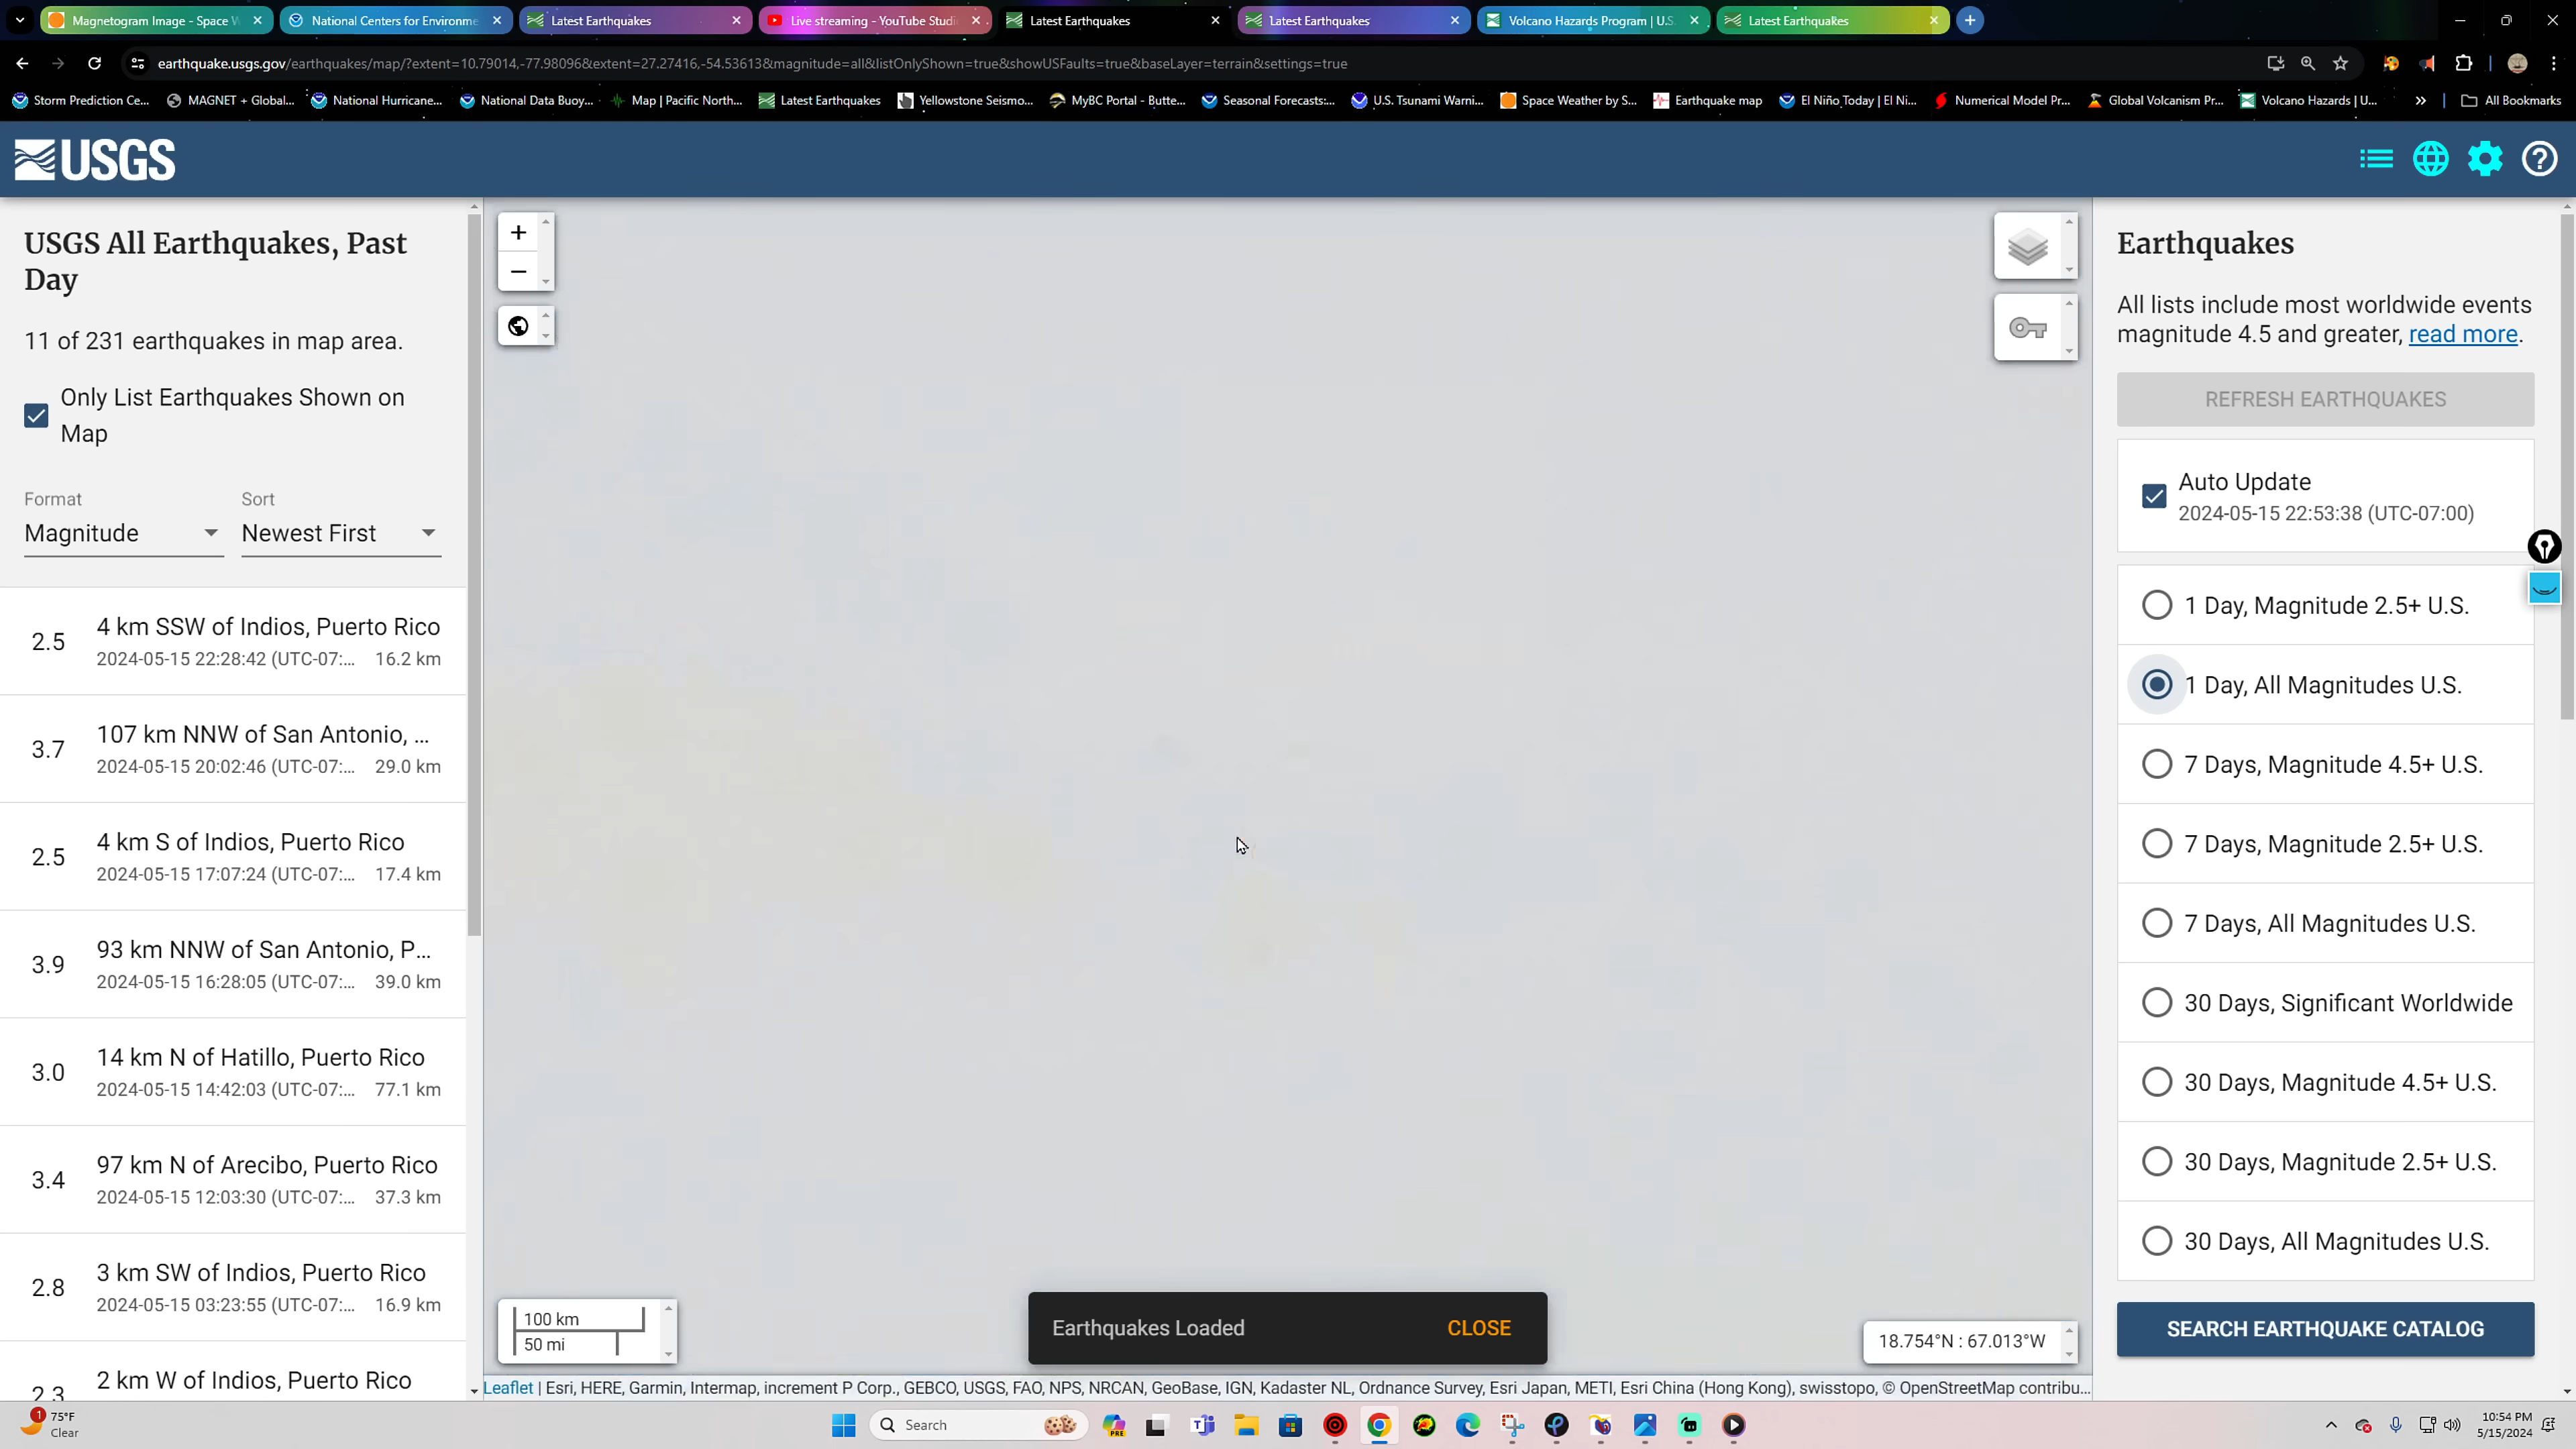 Magnetogram Image - Space W
National Centers for Environme
Latest Earthquakes
Live streaming - YouTube Studi
Latest Earthquakes
Latest Earthquakes
Volcano Hazards Program | U.S.
Latest Earthquakes
earthquake.usgs.gov/earthquakes/map/?extent=10.79014,-77.98096&extent=27.27416,-54.53613&magnitude=all&listOnlyShown=true&showUSFaults=true&baseLayer=terrain&settings=true
Storm Prediction Ce...
MAGNET + Global...
National Hurricane...
National Data Buoy...
Map | Pacific North...
Latest Earthquakes
Yellowstone Seismo...
MyBC Portal - Butte...
Seasonal Forecasts:...
U.S. Tsunami Warni...
Space Weather by S...
Earthquake map
El Niño Today | El Ni...
Numerical Model Pr...
Global Volcanism Pr...
Volcano Hazards | U...
»
All Bookmarks
USGS
USGS All Earthquakes, Past
Day
11 of 231 earthquakes in map area.
Only List Earthquakes Shown on
Map
Format
Sort
Magnitude
Newest First
2.5
4 km SSW of Indios, Puerto Rico
2024-05-15 22:28:42 (UTC-07:... 16.2 km
3.7
107 km NNW of San Antonio, ...
2024-05-15 20:02:46 (UTC-07:... 29.0 km
2.5
4 km S of Indios, Puerto Rico
2024-05-15 17:07:24 (UTC-07:... 17.4 km
3.9
93 km NNW of San Antonio, P...
2024-05-15 16:28:05 (UTC-07:... 39.0 km
3.0
14 km N of Hatillo, Puerto Rico
2024-05-15 14:42:03 (UTC-07:... 77.1 km
3.4
97 km N of Arecibo, Puerto Rico
2024-05-15 12:03:30 (UTC-07:... 37.3 km
2.8
3 km SW of Indios, Puerto Rico
2024-05-15 03:23:55 (UTC-07:... 16.9 km
2.3
2 km W of Indios, Puerto Rico
+
−
100 km
50 mi
Earthquakes Loaded
CLOSE
18.754°N : 67.013°W
Leaflet | Esri, HERE, Garmin, Intermap, increment P Corp., GEBCO, USGS, FAO, NPS, NRCAN, GeoBase, IGN, Kadaster NL, Ordnance Survey, Esri Japan, METI, Esri China (Hong Kong), swisstopo, © OpenStreetMap contribu...
Earthquakes
All lists include most worldwide events
magnitude 4.5 and greater, read more.
REFRESH EARTHQUAKES
Auto Update
2024-05-15 22:53:38 (UTC-07:00)
1 Day, Magnitude 2.5+ U.S.
1 Day, All Magnitudes U.S.
7 Days, Magnitude 4.5+ U.S.
7 Days, Magnitude 2.5+ U.S.
7 Days, All Magnitudes U.S.
30 Days, Significant Worldwide
30 Days, Magnitude 4.5+ U.S.
30 Days, Magnitude 2.5+ U.S.
30 Days, All Magnitudes U.S.
SEARCH EARTHQUAKE CATALOG
1
75°F
Clear
Search
PRE
10:54 PM
5/15/2024